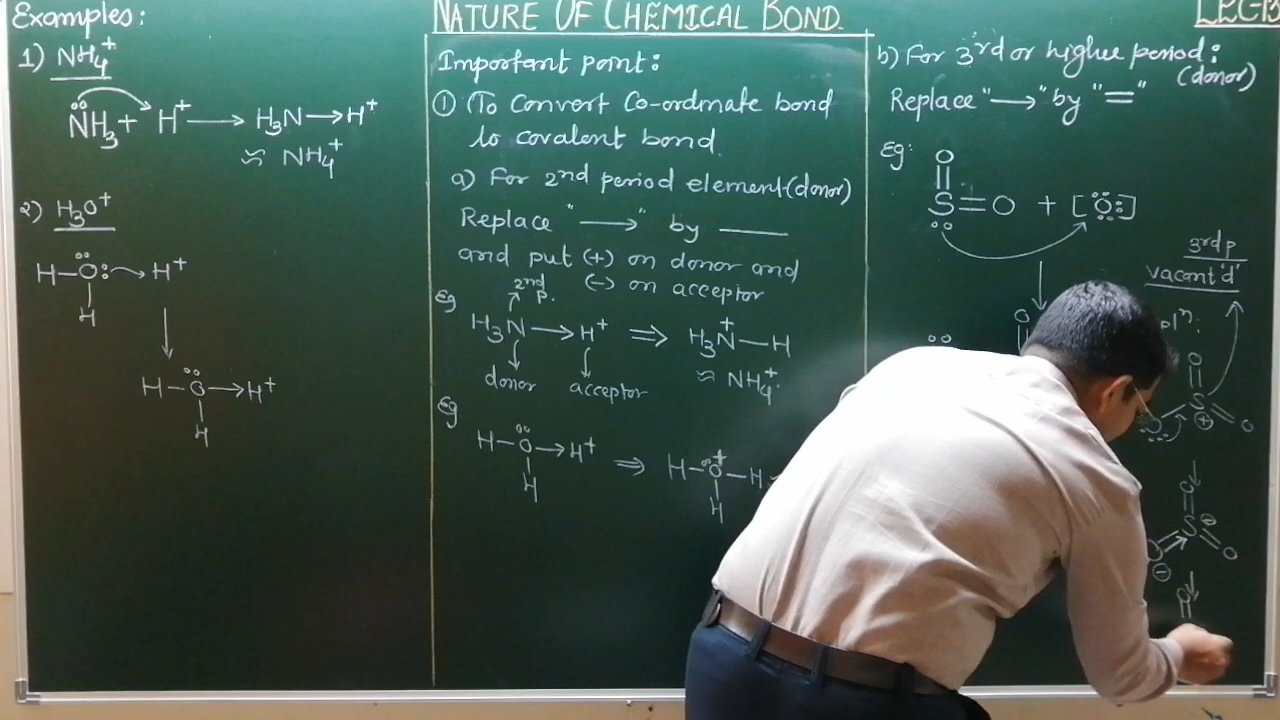 NATURE OF CHEMICAL BOND.
Examples:
1) NH₄⁺
NH₃ + H⁺ ⟶ H₃N⟶H⁺
≈ NH₄⁺
2) H₃O⁺
H–O: H⁺
H
H–O⟶H⁺
H
Important point:
① (To Convert Co-ordinate bond
to covalent bond.
a) For 2nd period element (donor)
Replace "⟶" by ____
and put (+) on donor and
(–) on acceptor
Eg
2nd p.
H₃N⟶H⁺ ⇒ H₃N⁺–H
donor acceptor ≈ NH₄⁺
Eg
H–O⟶H⁺ ⇒ H–O⁺–H
H H
b) For 3rd or higher period:
(donor)
Replace "⟶" by "="
Eg:
O
S=O + [:O:]
3rd p
vacant 'd'
O
plⁿ:
O
S O
⊕
O
S ⊕
O
⊖
O